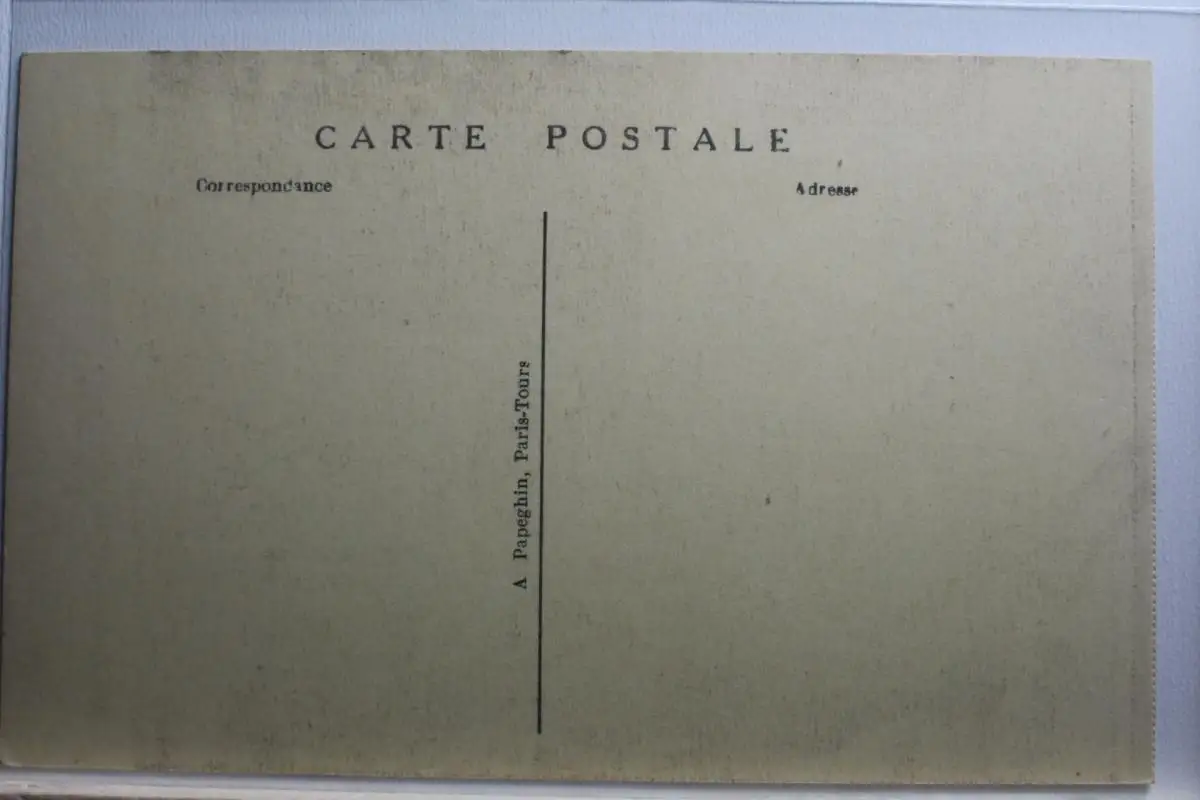 CARTE POSTALE
Correspondance
Adresse
A Papeghin, Paris-Tours